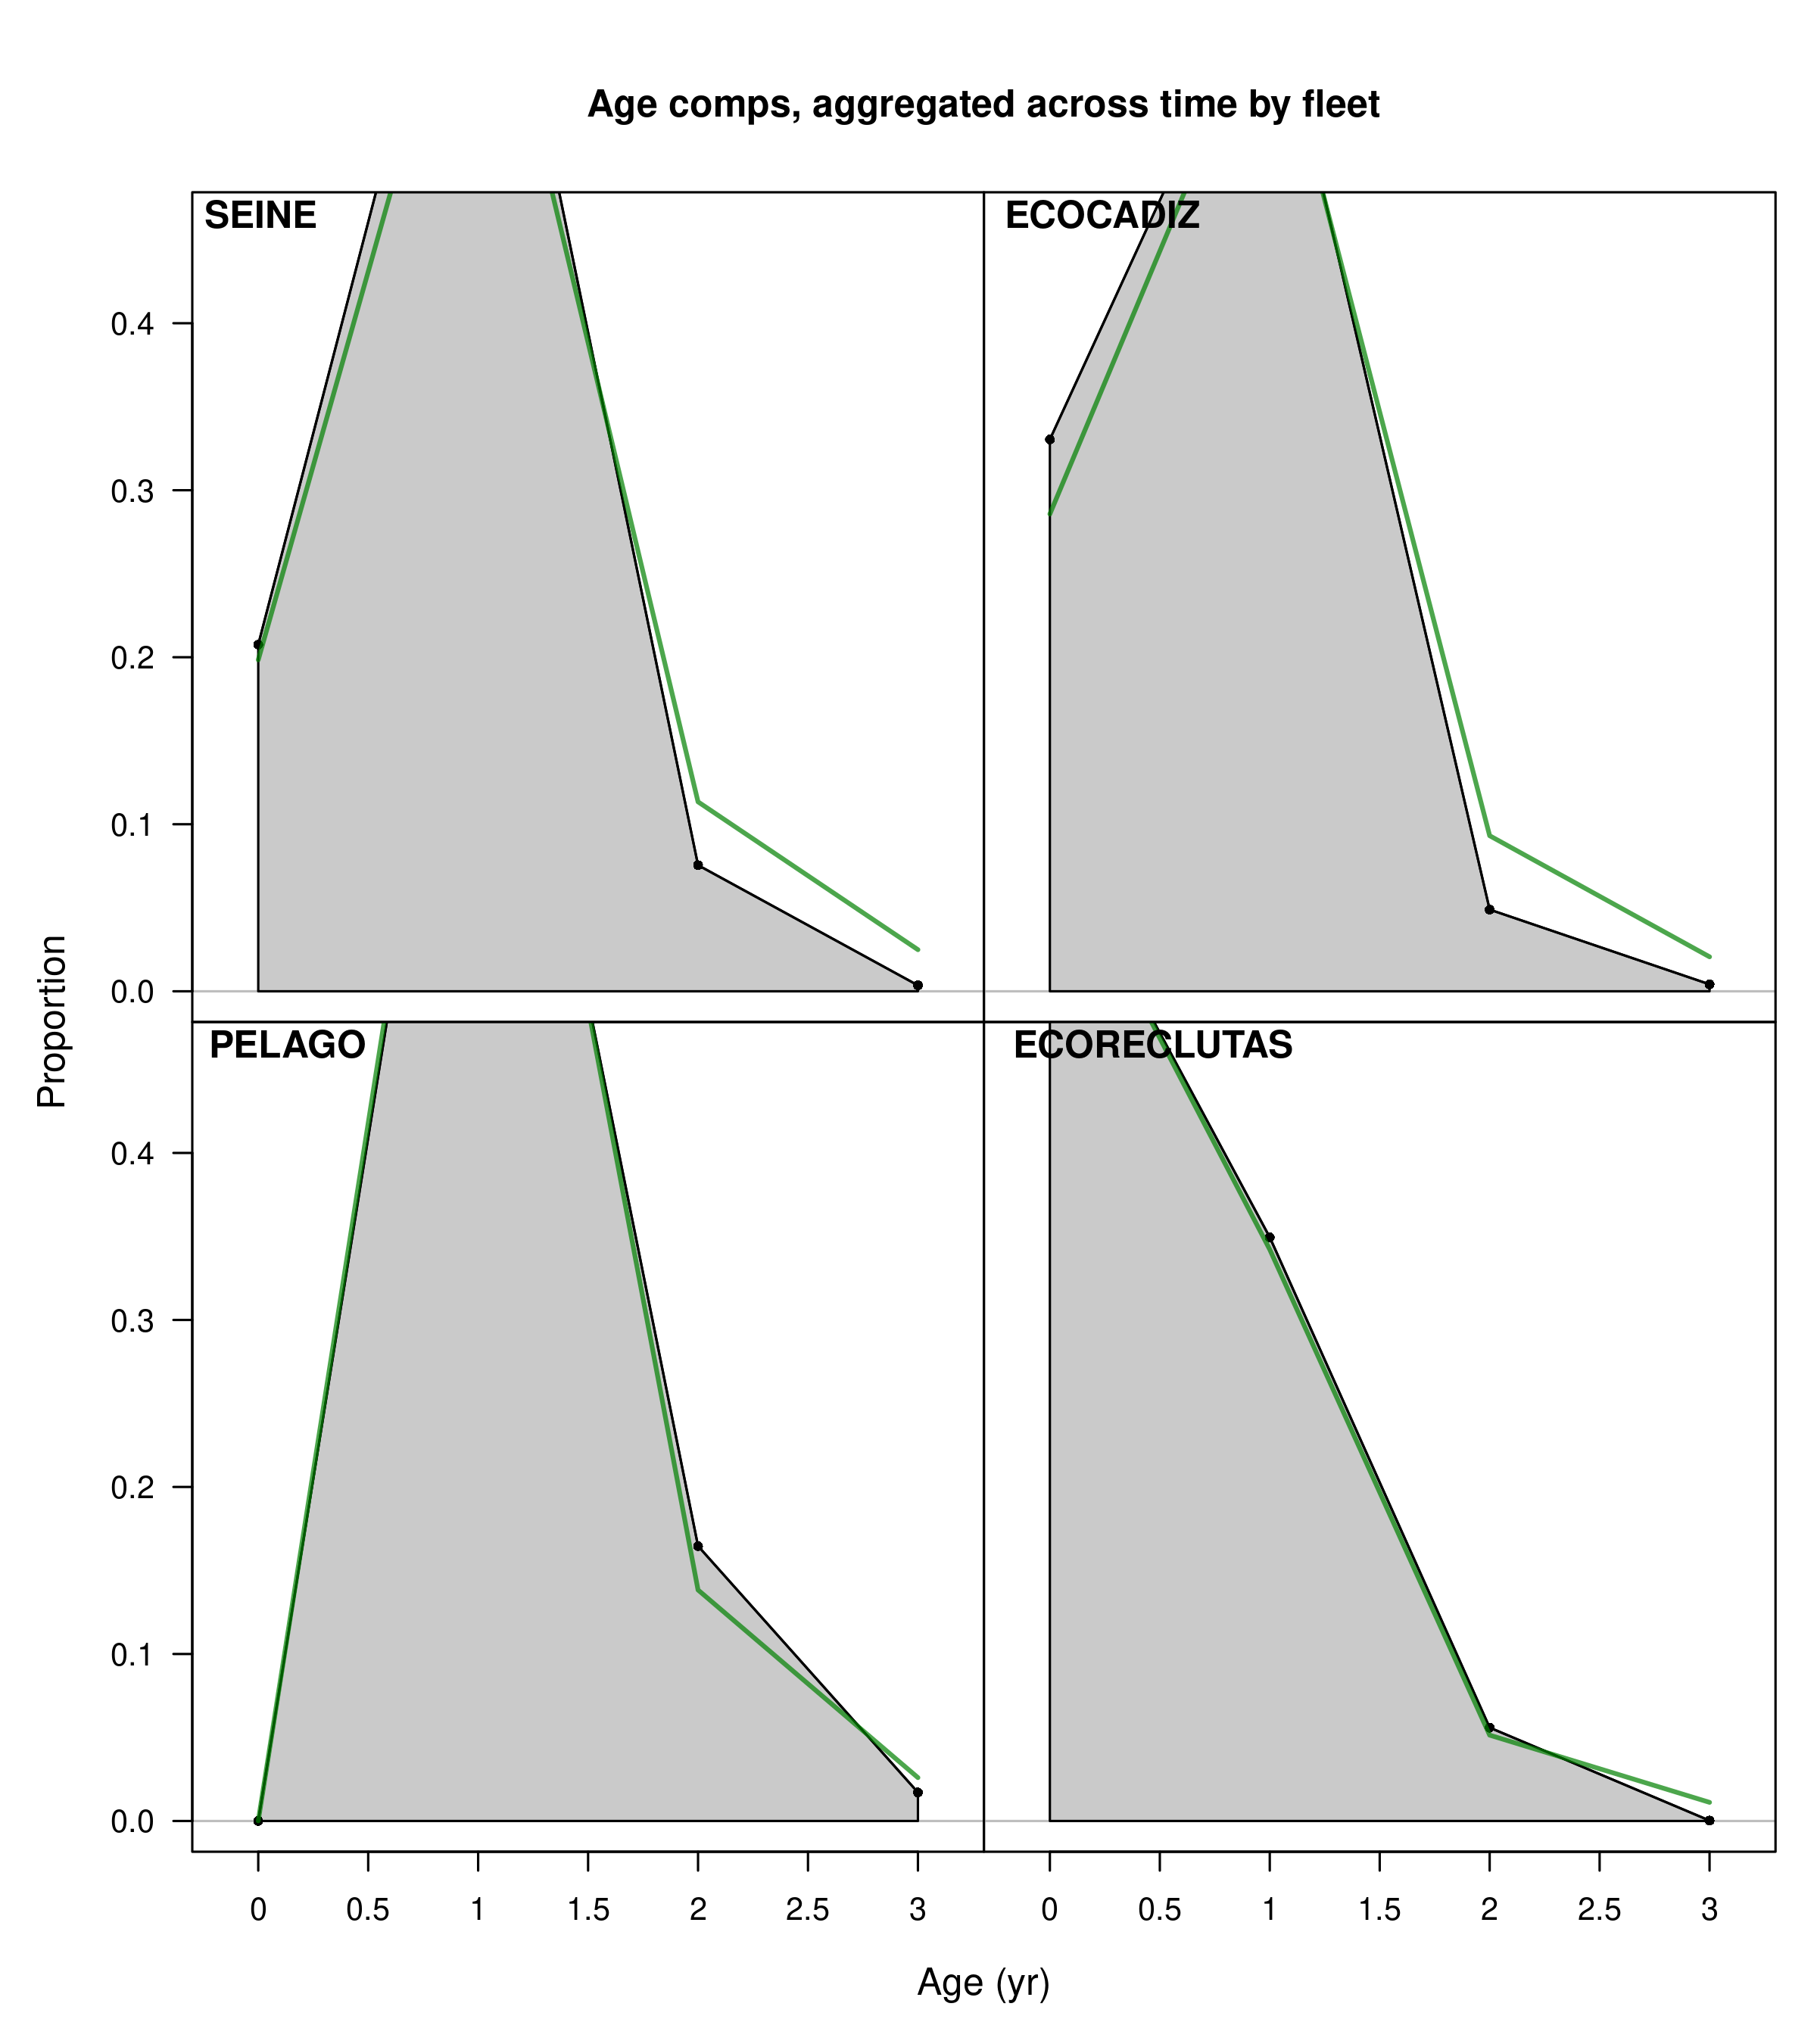 Age comps, aggregated across time by fleet
SEINE
ECOCADIZ
0.4
0.3
0.2
0.1
0.0
PELAGO
ECORECLUTAS
0.4
0.3
0.2
0.1
0.0
Proportion
0 0.5 1 1.5 2 2.5 3
0 0.5 1 1.5 2 2.5 3
Age (yr)